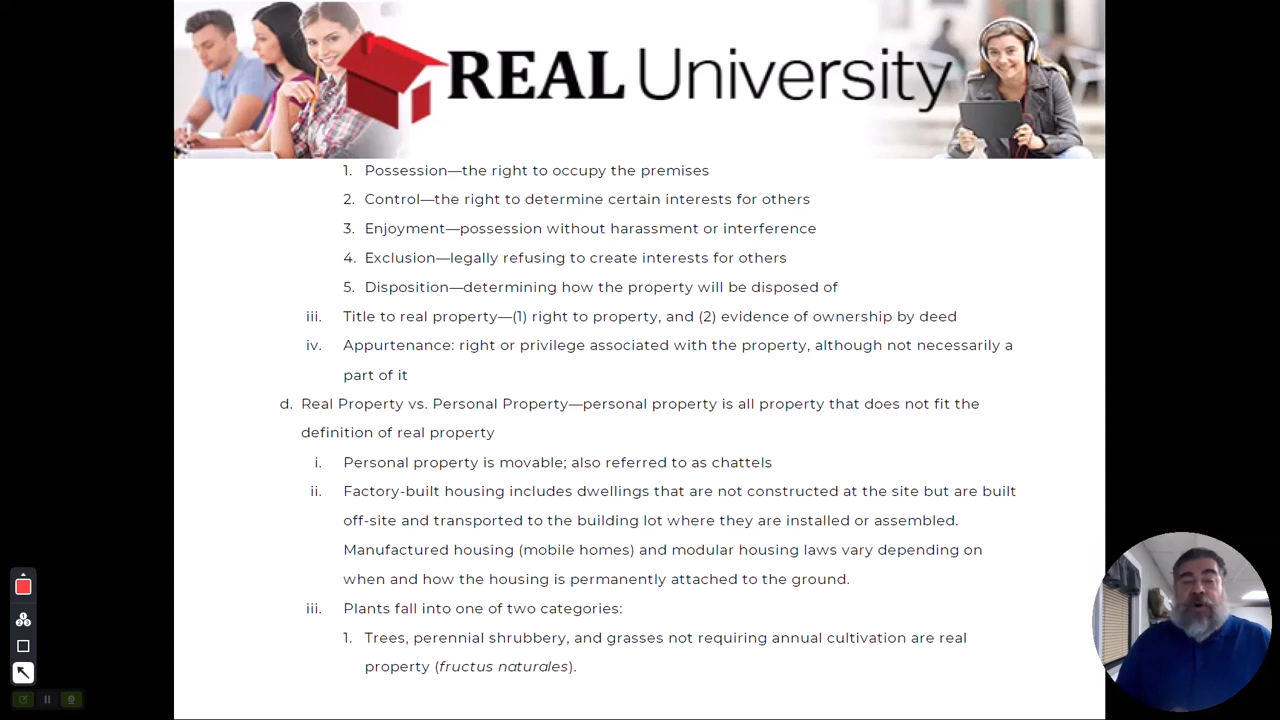 REAL University
1. Possession—the right to occupy the premises
2. Control—the right to determine certain interests for others
3. Enjoyment—possession without harassment or interference
4. Exclusion—legally refusing to create interests for others
5. Disposition—determining how the property will be disposed of
iii. Title to real property—(1) right to property, and (2) evidence of ownership by deed
iv. Appurtenance: right or privilege associated with the property, although not necessarily a
part of it
d. Real Property vs. Personal Property—personal property is all property that does not fit the
definition of real property
i. Personal property is movable; also referred to as chattels
ii. Factory-built housing includes dwellings that are not constructed at the site but are built
off-site and transported to the building lot where they are installed or assembled.
Manufactured housing (mobile homes) and modular housing laws vary depending on
when and how the housing is permanently attached to the ground.
iii. Plants fall into one of two categories:
1. Trees, perennial shrubbery, and grasses not requiring annual cultivation are real
property (fructus naturales).